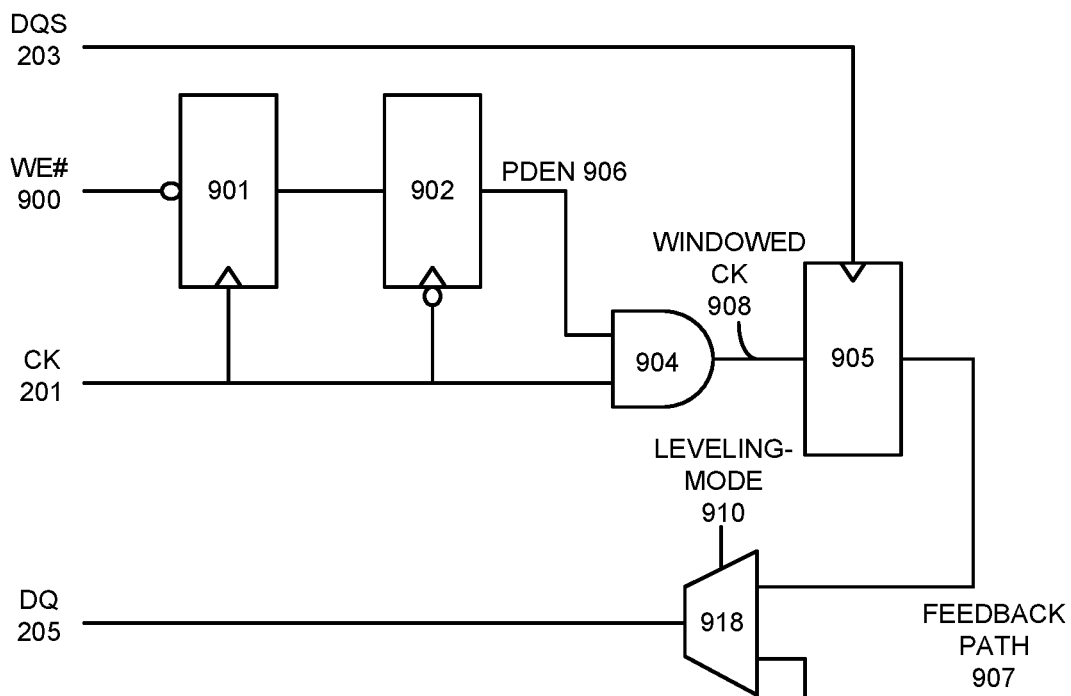 DQS
203
WE#
900
901
902
PDEN 906
WINDOWED
CK
908
CK
201
904
905
LEVELING-
MODE
910
DQ
205
918
FEEDBACK
PATH
907